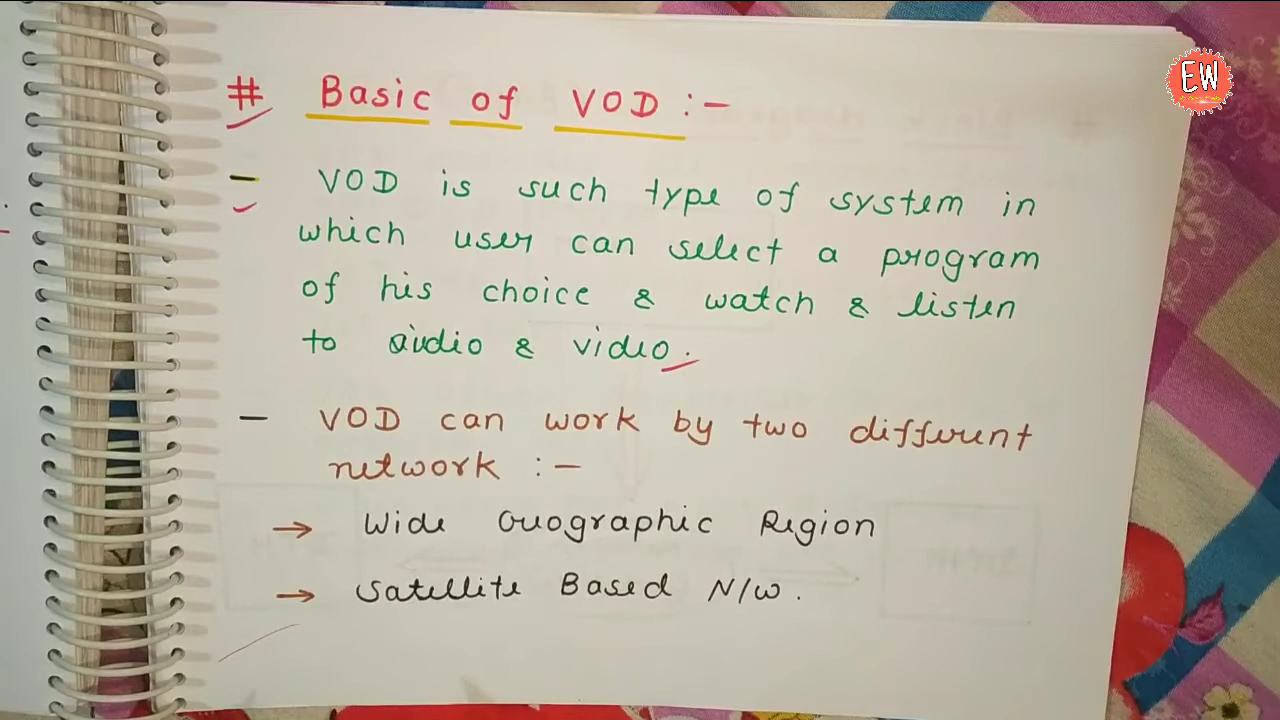 EW
# Basic of VOD :-
- VOD is such type of system in
which user can select a program
of his choice & watch & listen
to audio & video.
- VOD can work by two different
network :-
→ Wide Geographic Region
→ Satellite Based N/W.